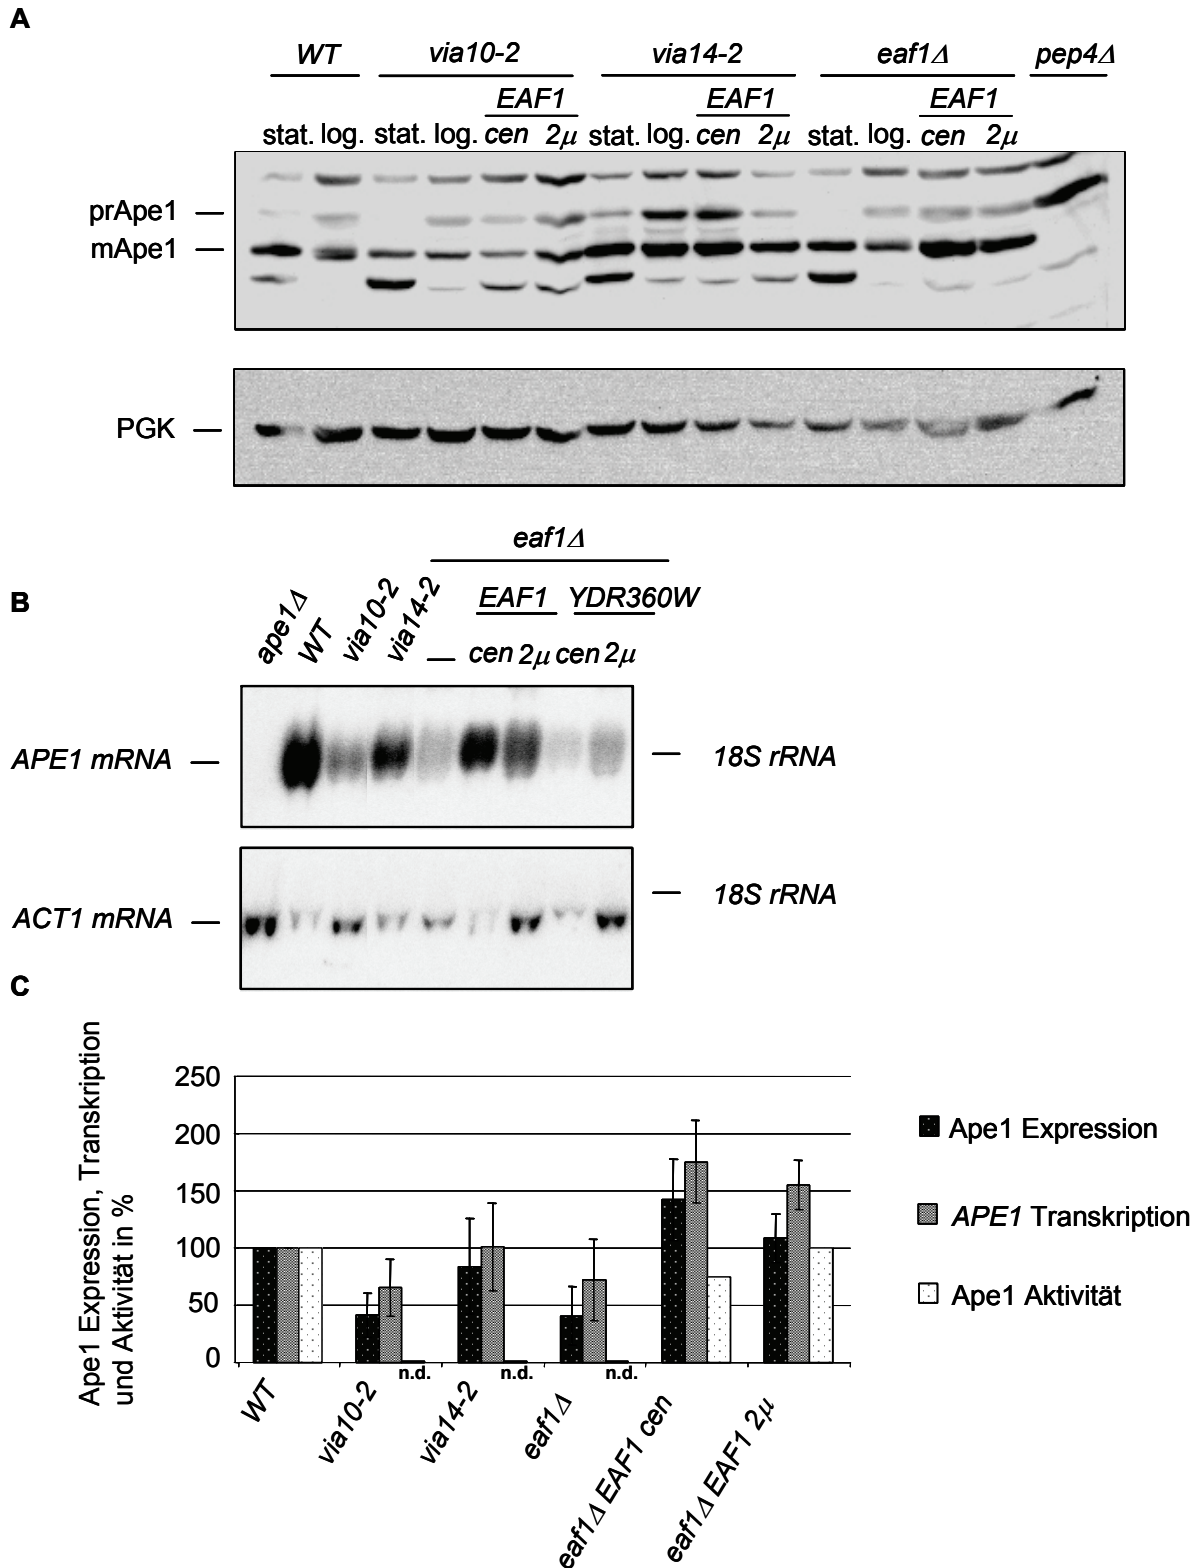 A
WT via10-2 via14-2 eaf1Δ pep4Δ
EAF1 EAF1 EAF1
stat. log. stat. log. cen 2μ stat. log. cen 2μ stat. log. cen 2μ
prApe1
mApe1
PGK
eaf1Δ
B
ape1Δ WT via10-2 via14-2 EAF1 YDR360W
— cen 2μ cen 2μ
APE1 mRNA 18S rRNA
18S rRNA
ACT1 mRNA
C
Ape1 Expression, Transkription
und Aktivität in %
250
200
150
100
50
0
n.d. n.d. n.d.
WT via10-2 via14-2 eaf1Δ eaf1Δ EAF1 cen eaf1Δ EAF1 2μ
Ape1 Expression
APE1 Transkription
Ape1 Aktivität